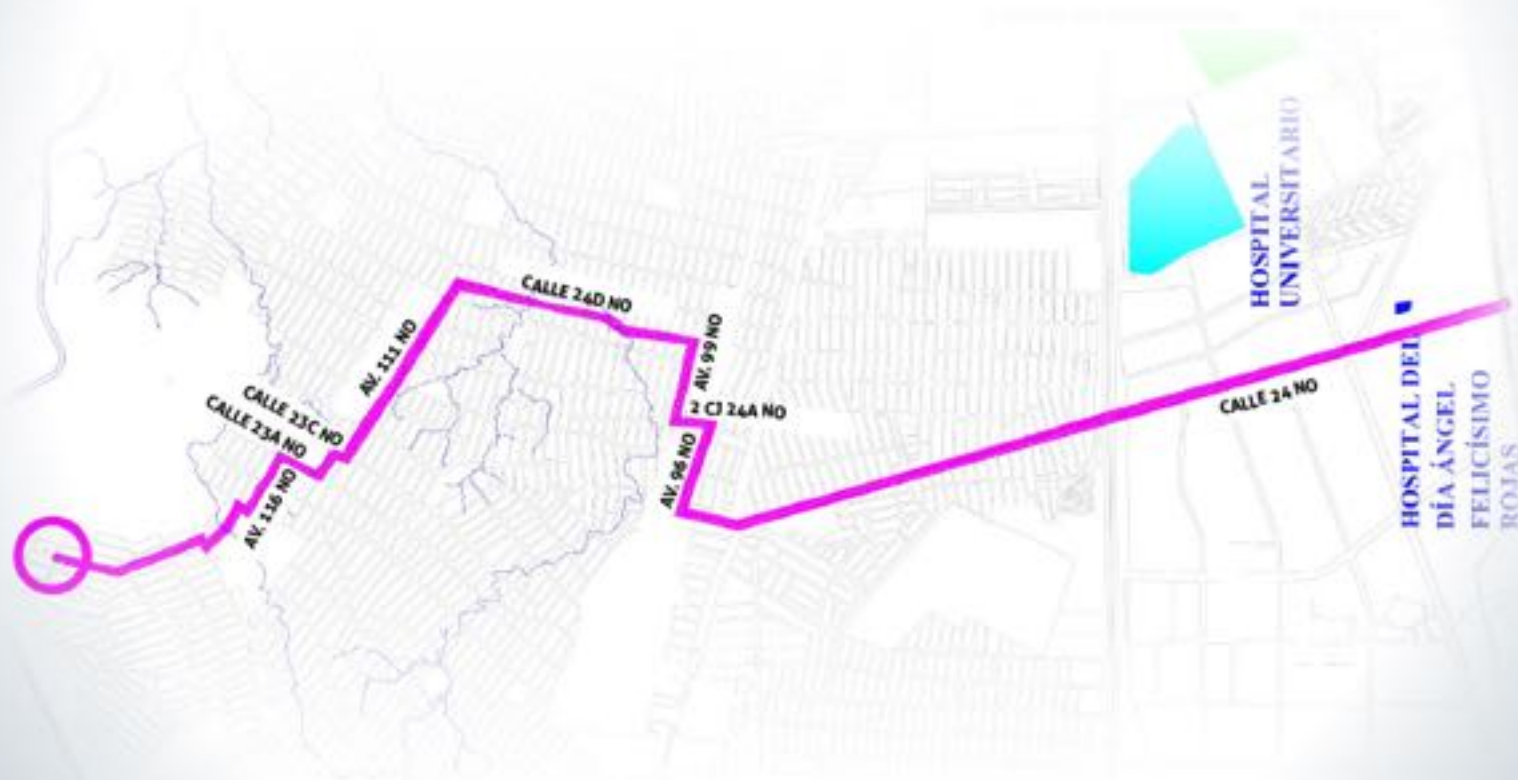 CALLE 24D NO
AV. 99 NO
AV. 111 NO
CALLE 23C NO
CALLE 23A NO
2 CJ 24A NO
AV. 96 NO
AV. 116 NO
CALLE 24 NO
HOSPITAL
UNIVERSITARIO
HOSPITAL DEL
DÍA ÁNGEL
FELICÍSIMO
ROJAS